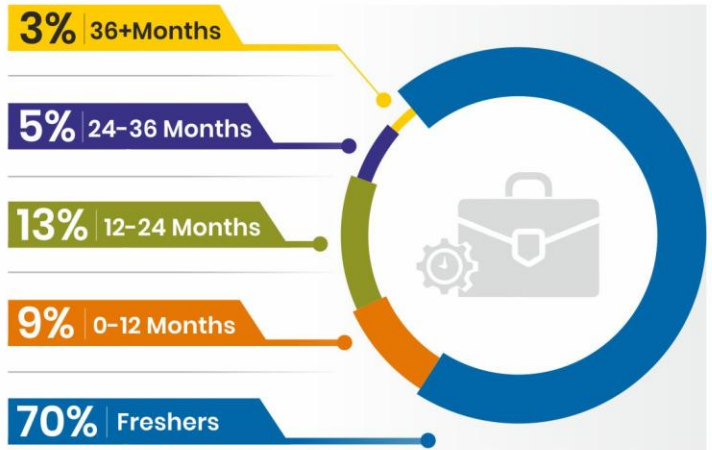 3% 36+Months
5% 24-36 Months
13% 12-24 Months
9% 0-12 Months
70% Freshers